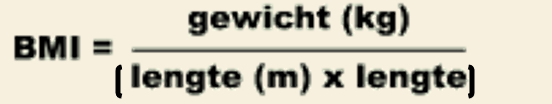 gewicht (kg)
BMI =
(lengte (m) x lengte)